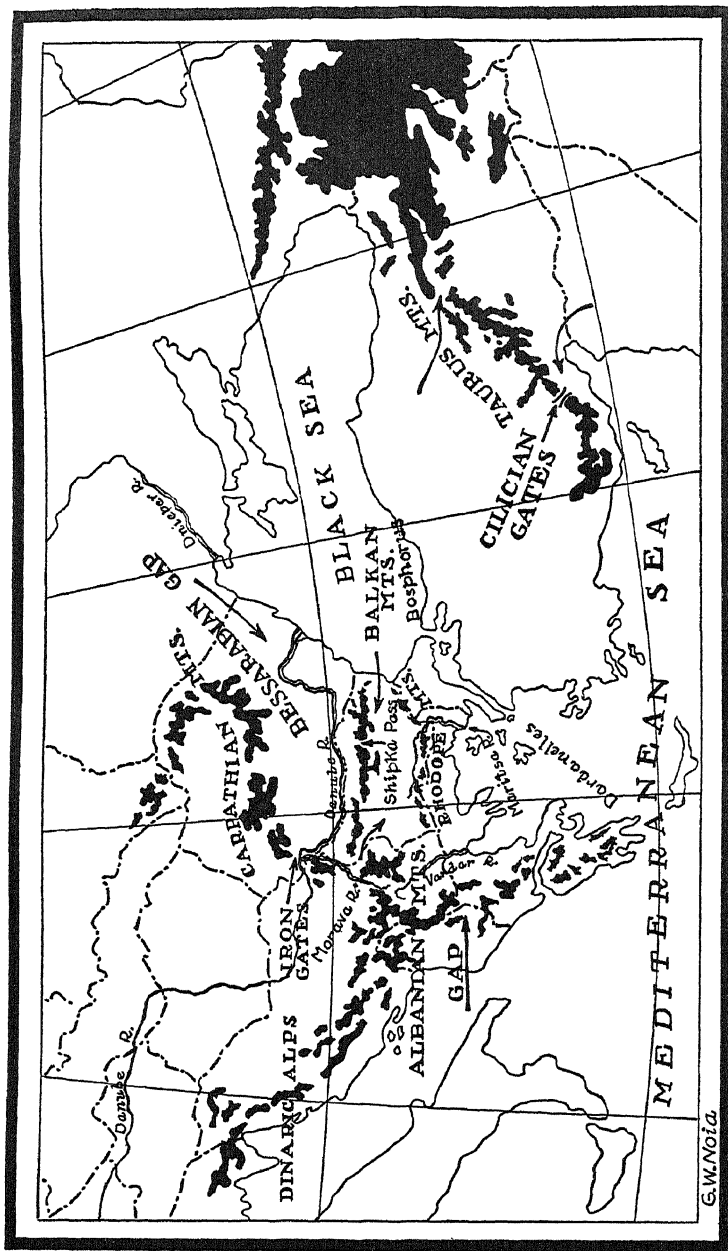 Dnieper R.
BESSARABIAN GAP
CARPATHIAN MTS.
Danube R.
DINARIC ALPS
IRON
GATES
Morava R.
Danube R.
BLACK SEA
BALKAN
MTS.
Bosphorus
Shipka Pass
RHODOPE MTS.
Maritsa R.
Vardar R.
ALBANDAN MTS.
GAP
Dardanelles
TAURUS MTS.
CILICIAN
GATES
MEDITERRANEAN SEA
G.W.Noia